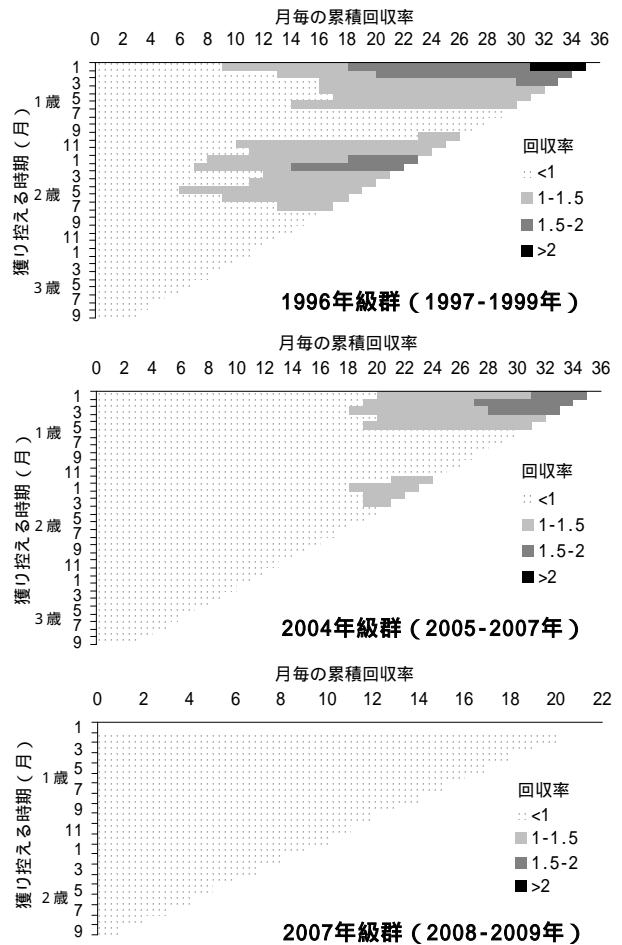 月毎の累積回収率
0 2 4 6 8 10 12 14 16 18 20 22 24 26 28 30 32 34 36
獲り控える時期(月)
1歳
2歳
3歳
1
3
5
7
9
11
1
3
5
7
9
11
1
3
5
7
9
回収率
<1
1-1.5
1.5-2
>2
1996年級群(1997-1999年)
月毎の累積回収率
0 2 4 6 8 10 12 14 16 18 20 22 24 26 28 30 32 34 36
獲り控える時期(月)
1歳
2歳
3歳
1
3
5
7
9
11
1
3
5
7
9
11
1
3
5
7
9
回収率
<1
1-1.5
1.5-2
>2
2004年級群(2005-2007年)
月毎の累積回収率
0 2 4 6 8 10 12 14 16 18 20 22
獲り控える時期(月)
1歳
2歳
1
3
5
7
9
11
1
3
5
7
9
回収率
<1
1-1.5
1.5-2
>2
2007年級群(2008-2009年)